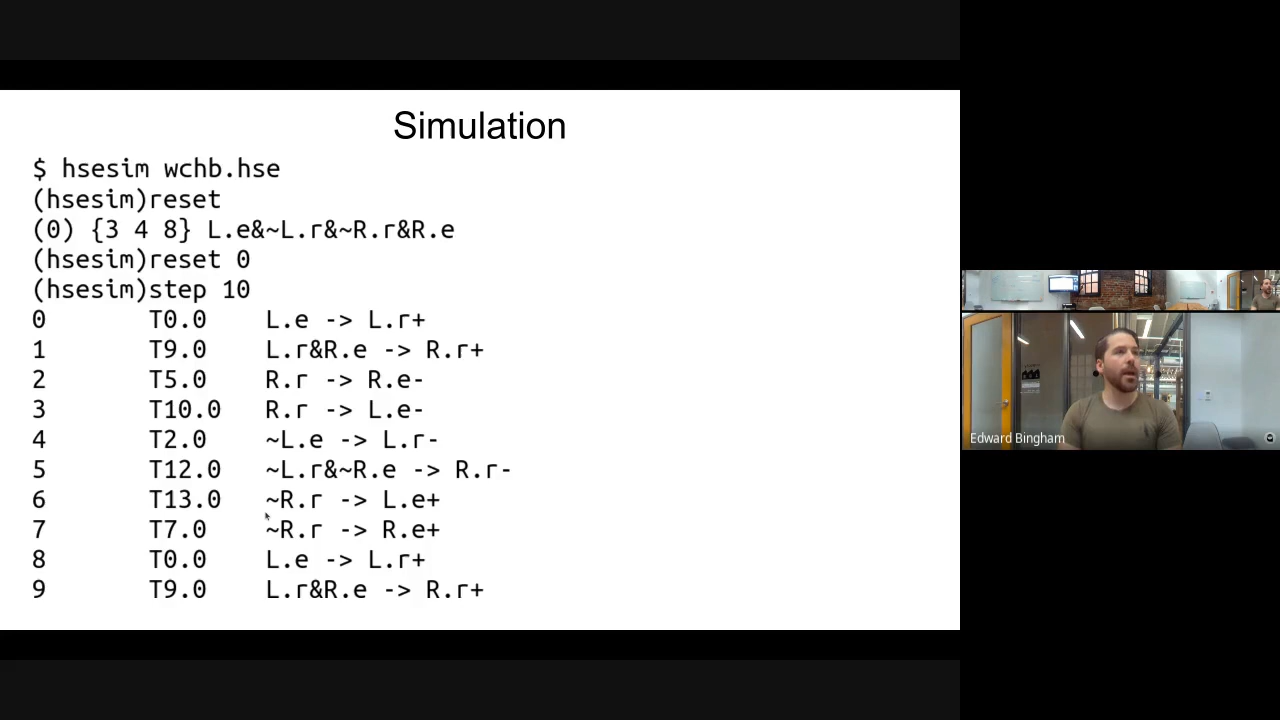 Simulation
$ hsesim wchb.hse
(hsesim)reset
(0) {3 4 8} L.e&~L.r&~R.r&R.e
(hsesim)reset 0
(hsesim)step 10
0 T0.0 L.e -> L.r+
1 T9.0 L.r&R.e -> R.r+
2 T5.0 R.r -> R.e-
3 T10.0 R.r -> L.e-
4 T2.0 ~L.e -> L.r-
5 T12.0 ~L.r&~R.e -> R.r-
6 T13.0 ~R.r -> L.e+
7 T7.0 ~R.r -> R.e+
8 T0.0 L.e -> L.r+
9 T9.0 L.r&R.e -> R.r+
Edward Bingham